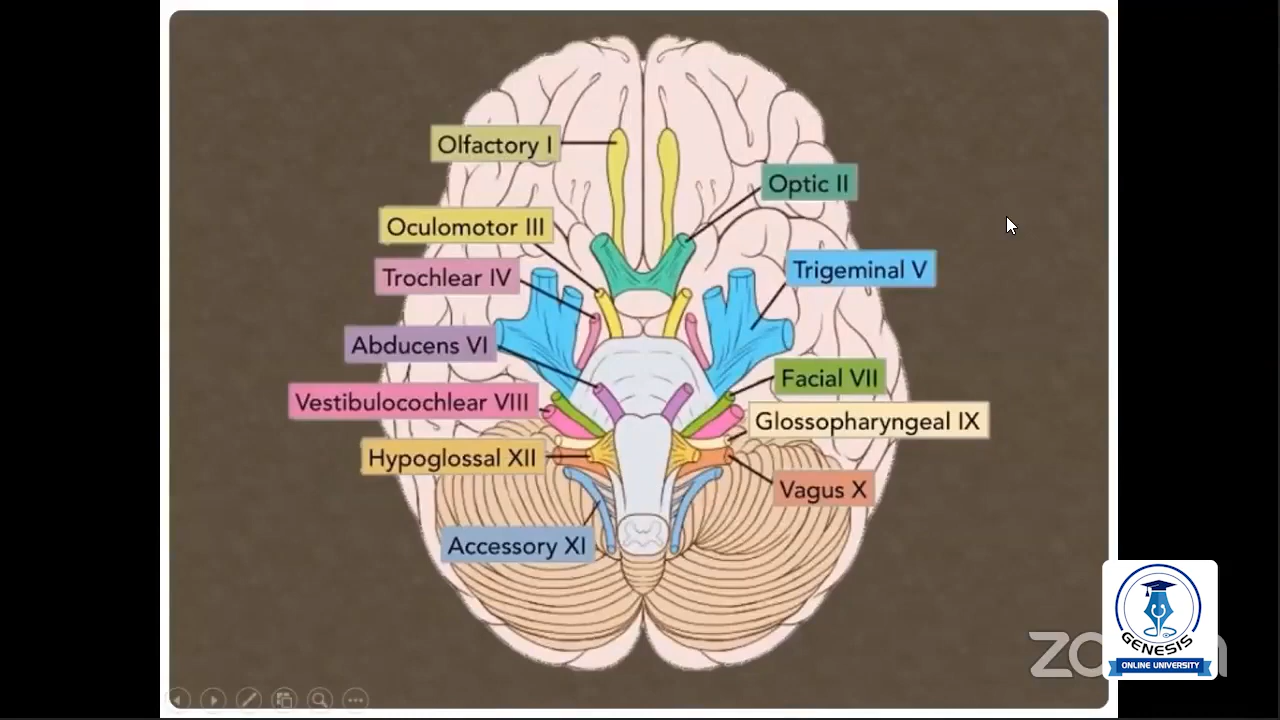 Olfactory I
Optic II
Oculomotor III
Trigeminal V
Trochlear IV
Abducens VI
Facial VII
Vestibulocochlear VIII
Glossopharyngeal IX
Hypoglossal XII
Vagus X
Accessory XI
GENESIS
ONLINE UNIVERSITY